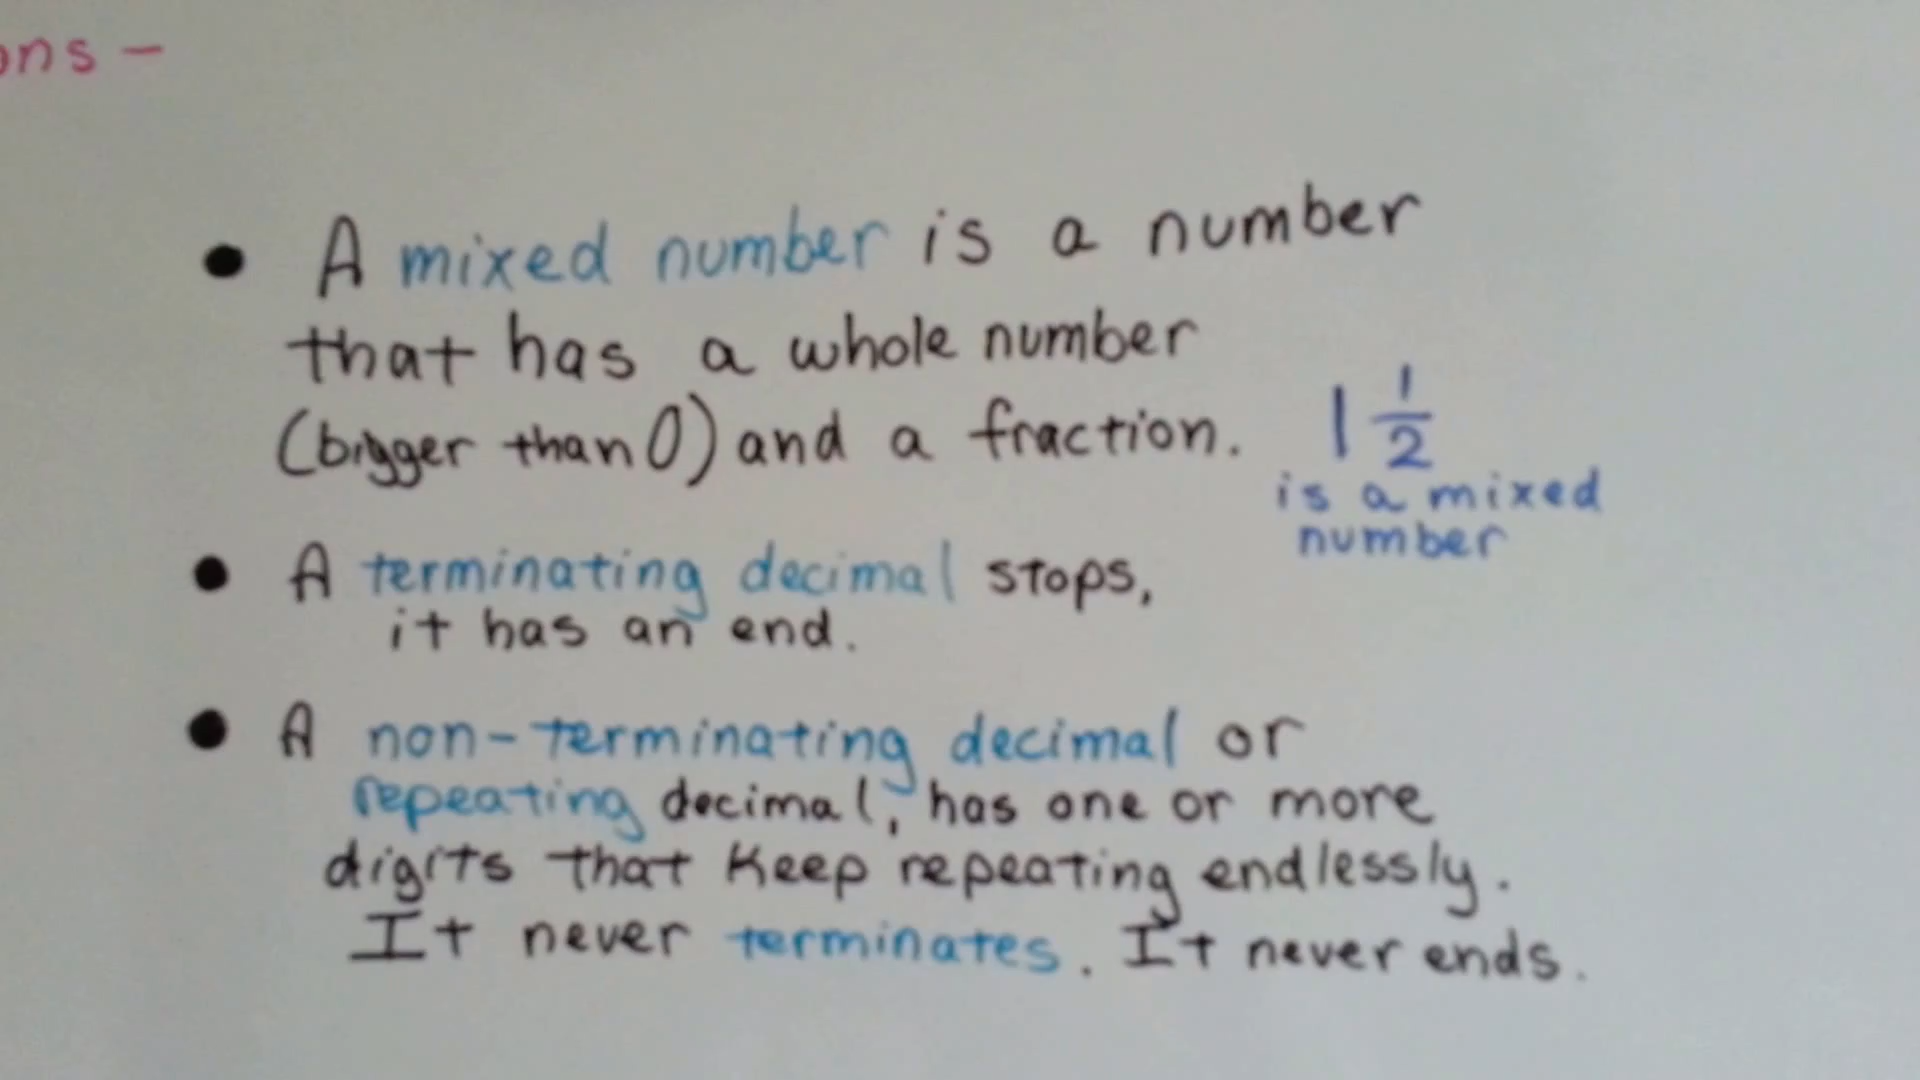 ons -
• A mixed number is a number
that has a whole number
(bigger than 0) and a fraction.
1 1/2
is a mixed
number
• A terminating decimal stops,
it has an end.
• A non-terminating decimal or
repeating decimal, has one or more
digits that keep repeating endlessly.
It never terminates. It never ends.